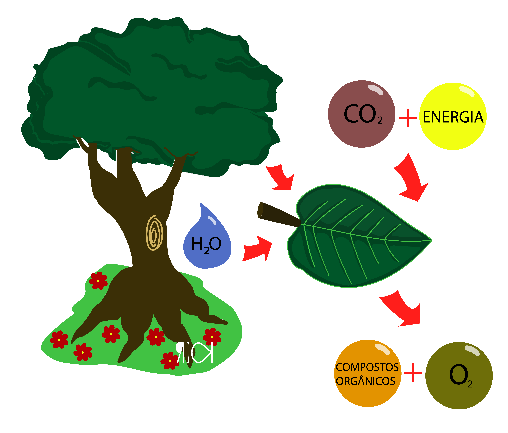 CO₂ + ENERGIA
H₂O
COMPOSTOS
ORGÂNICOS + O₂